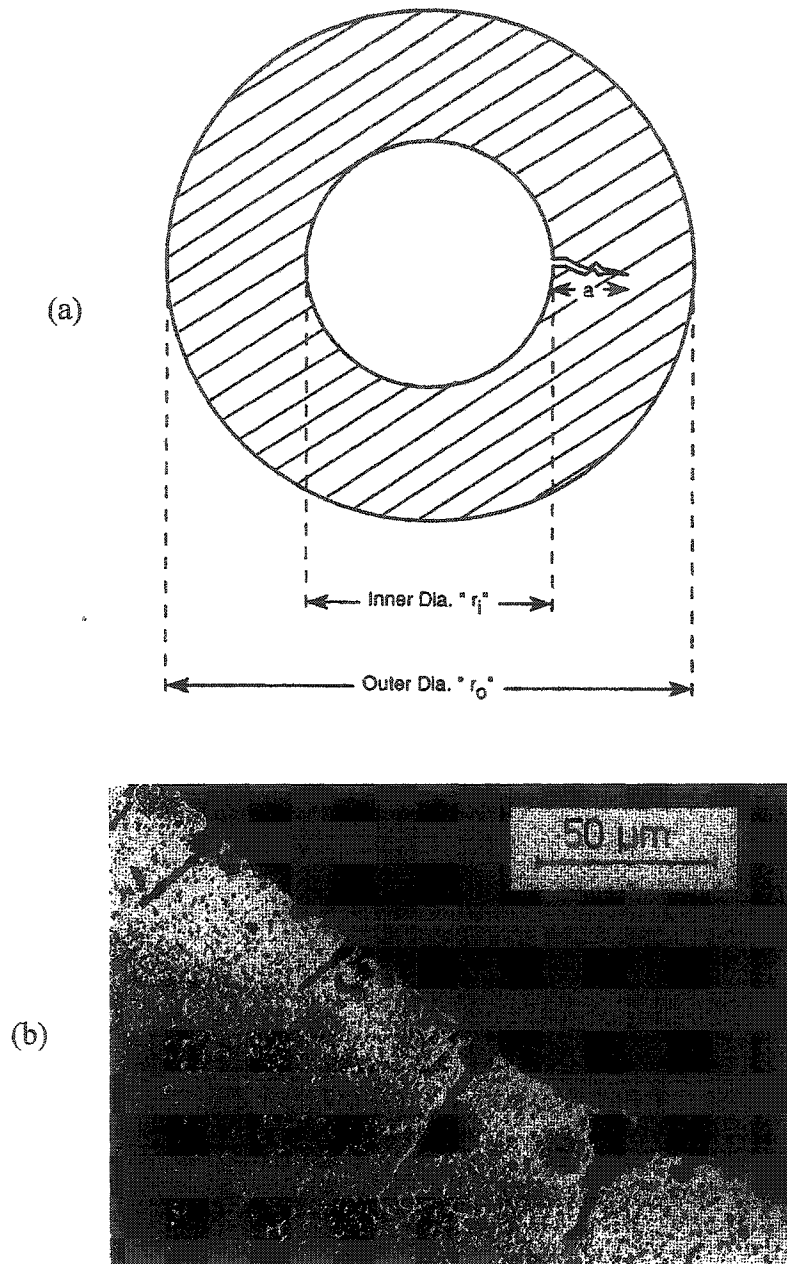 (a)
a
Inner Dia. " rᵢ"
Outer Dia. " rₒ"
50 μm
(b)